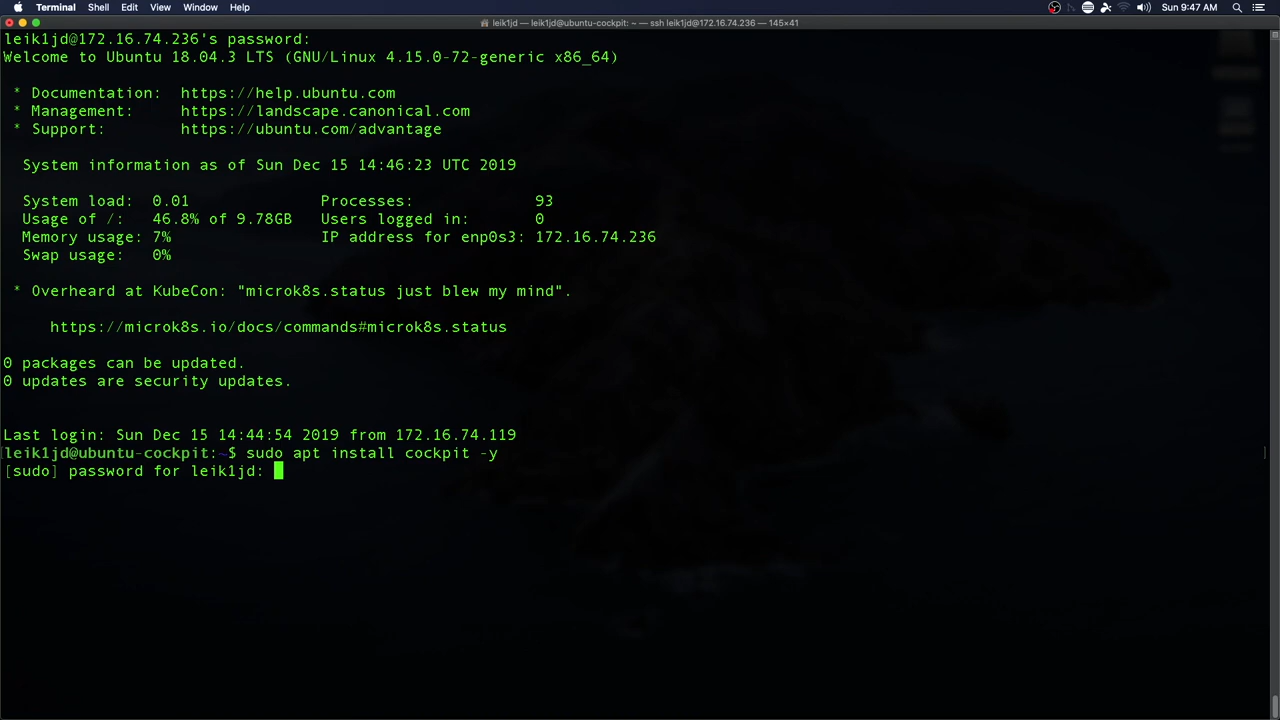 Terminal Shell Edit View Window Help Sun 9:47 AM
leik1jd — leik1jd@ubuntu-cockpit: ~ — ssh leik1jd@172.16.74.236 — 145×41
leik1jd@172.16.74.236's password:
Welcome to Ubuntu 18.04.3 LTS (GNU/Linux 4.15.0-72-generic x86_64)
* Documentation: https://help.ubuntu.com
* Management: https://landscape.canonical.com
* Support: https://ubuntu.com/advantage
System information as of Sun Dec 15 14:46:23 UTC 2019
System load: 0.01 Processes: 93
Usage of /: 46.8% of 9.78GB Users logged in: 0
Memory usage: 7% IP address for enp0s3: 172.16.74.236
Swap usage: 0%
* Overheard at KubeCon: "microk8s.status just blew my mind".
https://microk8s.io/docs/commands#microk8s.status
0 packages can be updated.
0 updates are security updates.
Last login: Sun Dec 15 14:44:54 2019 from 172.16.74.119
[leik1jd@ubuntu-cockpit:~$ sudo apt install cockpit -y ]
[sudo] password for leik1jd: